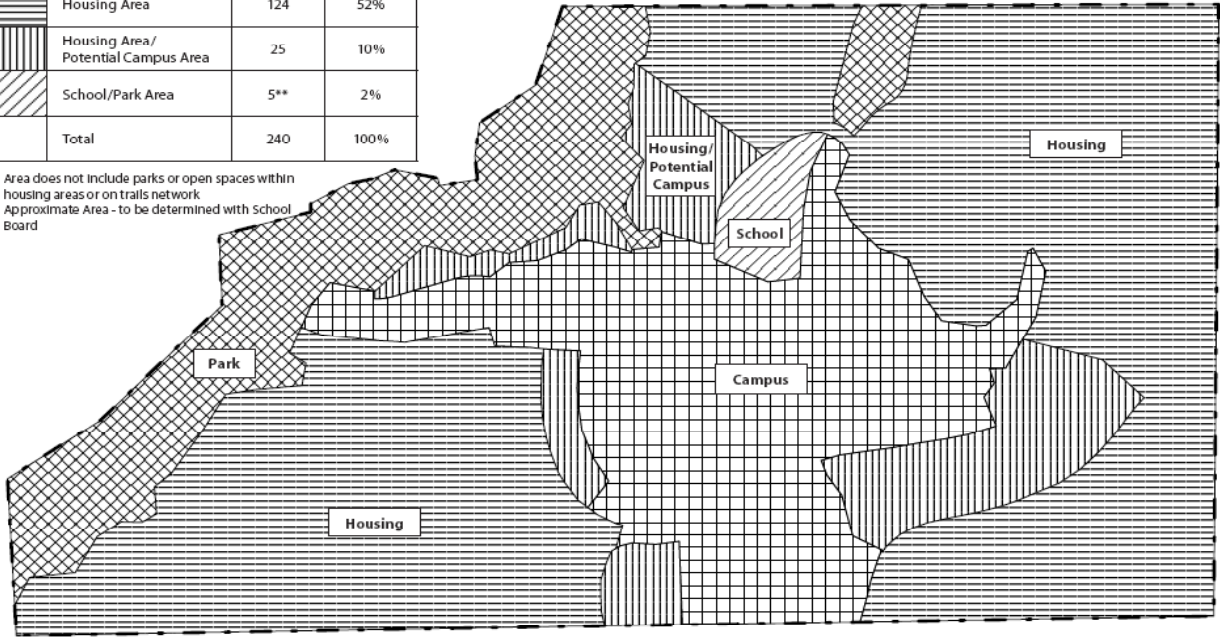 Housing Area 124 52%
Housing Area/
Potential Campus Area 25 10%
School/Park Area 5** 2%
Total 240 100%
Area does not include parks or open spaces within
housing areas or on trails network
Approximate Area - to be determined with School
Board
Housing
Housing/
Potential
Campus
School
Park
Campus
Housing